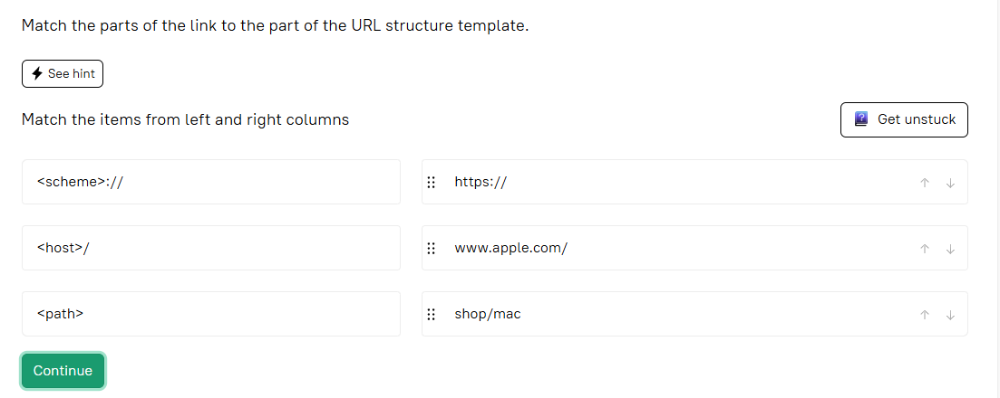 Match the parts of the link to the part of the URL structure template.
See hint
Match the items from left and right columns
Get unstuck
<scheme>://
https://
<host>/
www.apple.com/
<path>
shop/mac
Continue